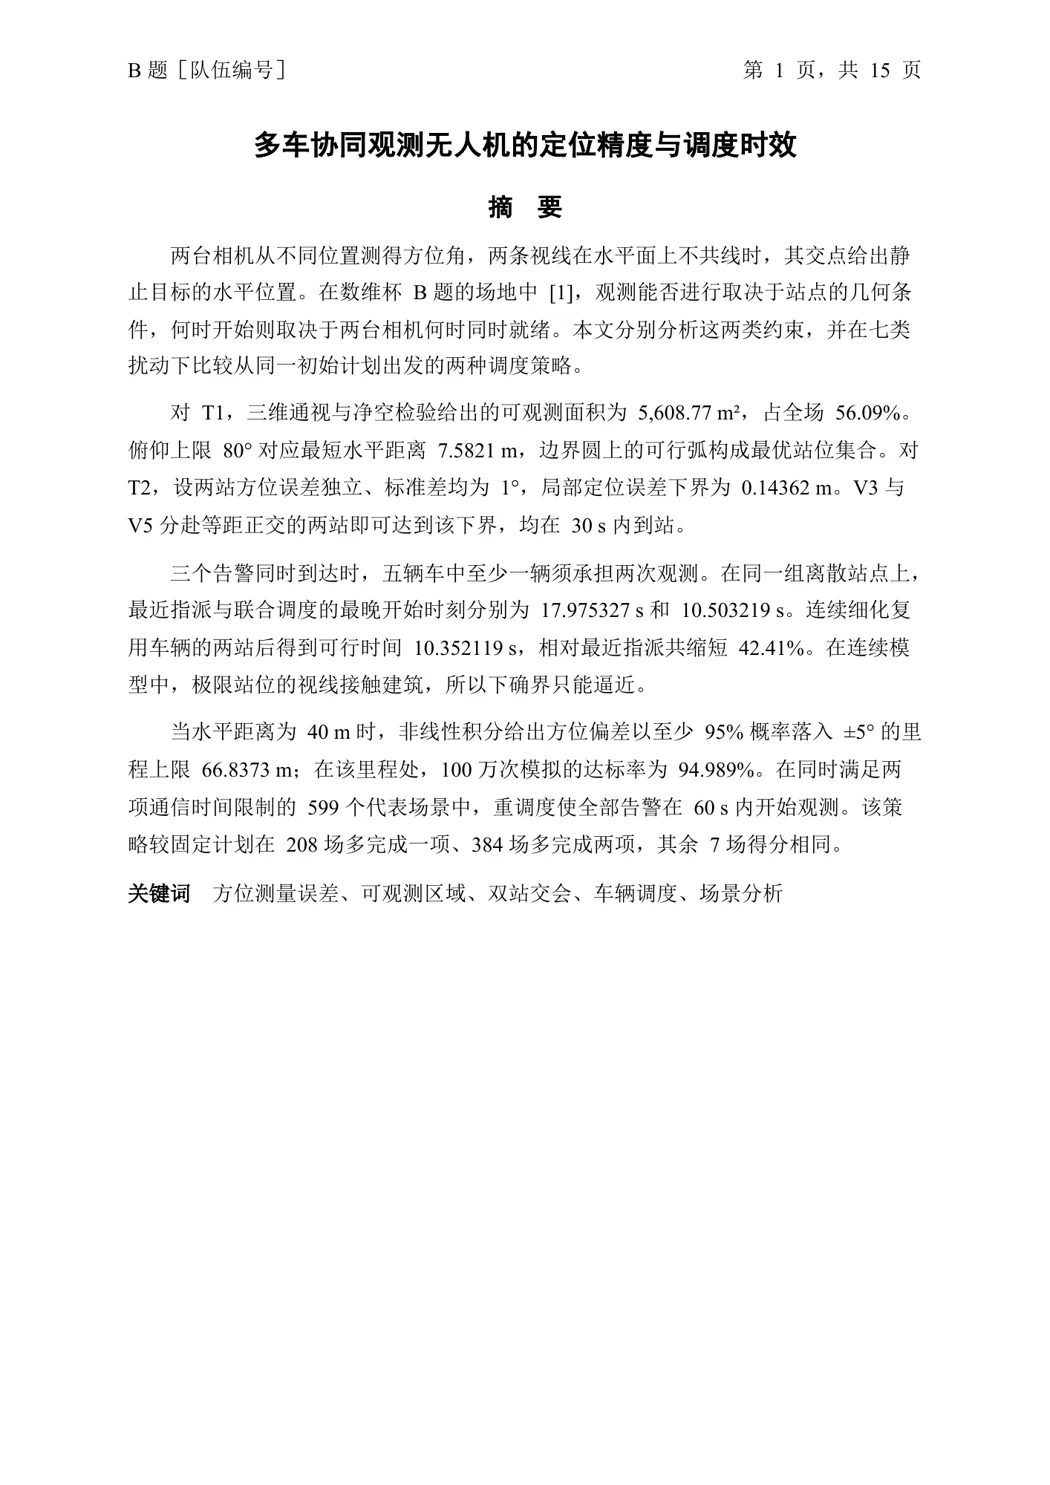 B 题［队伍编号］
第 1 页，共 15 页
多车协同观测无人机的定位精度与调度时效
摘 要
两台相机从不同位置测得方位角，两条视线在水平面上不共线时，其交点给出静
止目标的水平位置。在数维杯 B 题的场地中 [1]，观测能否进行取决于站点的几何条
件，何时开始则取决于两台相机何时同时就绪。本文分别分析这两类约束，并在七类
扰动下比较从同一初始计划出发的两种调度策略。
对 T1，三维通视与净空检验给出的可观测面积为 5,608.77 m²，占全场 56.09%。
俯仰上限 80° 对应最短水平距离 7.5821 m，边界圆上的可行弧构成最优站位集合。对
T2，设两站方位误差独立、标准差均为 1°，局部定位误差下界为 0.14362 m。V3 与
V5 分赴等距正交的两站即可达到该下界，均在 30 s 内到站。
三个告警同时到达时，五辆车中至少一辆须承担两次观测。在同一组离散站点上，
最近指派与联合调度的最晚开始时刻分别为 17.975327 s 和 10.503219 s。连续细化复
用车辆的两站后得到可行时间 10.352119 s，相对最近指派共缩短 42.41%。在连续模
型中，极限站位的视线接触建筑，所以下确界只能逼近。
当水平距离为 40 m 时，非线性积分给出方位偏差以至少 95% 概率落入 ±5° 的里
程上限 66.8373 m；在该里程处，100 万次模拟的达标率为 94.989%。在同时满足两
项通信时间限制的 599 个代表场景中，重调度使全部告警在 60 s 内开始观测。该策
略较固定计划在 208 场多完成一项、384 场多完成两项，其余 7 场得分相同。
关键词 方位测量误差、可观测区域、双站交会、车辆调度、场景分析